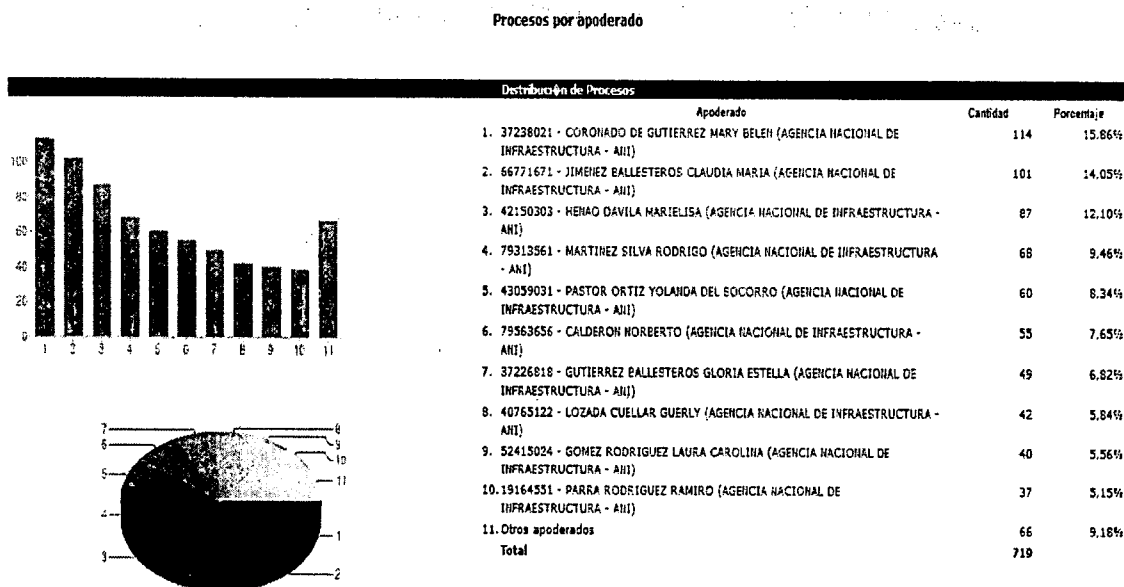 Procesos por apoderado
Distribución de Procesos
Apoderado Cantidad Porcentaje
1. 37238021 - CORONADO DE GUTIERREZ MARY BELEN (AGENCIA NACIONAL DE 114 15.86%
INFRAESTRUCTURA - ANI)
2. 66771671 - JIMENEZ BALLESTEROS CLAUDIA MARIA (AGENCIA NACIONAL DE 101 14.05%
INFRAESTRUCTURA - ANI)
3. 42150303 - HENAO DAVILA MARIELISA (AGENCIA NACIONAL DE INFRAESTRUCTURA - 87 12.10%
ANI)
4. 79313561 - MARTINEZ SILVA RODRIGO (AGENCIA NACIONAL DE INFRAESTRUCTURA 68 9.46%
- ANI)
5. 43059031 - PASTOR ORTIZ YOLANDA DEL SOCORRO (AGENCIA NACIONAL DE 60 8.34%
INFRAESTRUCTURA - ANI)
6. 79563656 - CALDERON NORBERTO (AGENCIA NACIONAL DE INFRAESTRUCTURA - 55 7.65%
ANI)
7. 37226818 - GUTIERREZ BALLESTEROS GLORIA ESTELLA (AGENCIA NACIONAL DE 49 6.82%
INFRAESTRUCTURA - ANI)
8. 40765122 - LOZADA CUELLAR GUERLY (AGENCIA NACIONAL DE INFRAESTRUCTURA - 42 5.84%
ANI)
9. 52415024 - GOMEZ RODRIGUEZ LAURA CAROLINA (AGENCIA NACIONAL DE 40 5.56%
INFRAESTRUCTURA - ANI)
10. 19164551 - PARRA RODRIGUEZ RAMIRO (AGENCIA NACIONAL DE 37 5.15%
INFRAESTRUCTURA - ANI)
11. Otros apoderados 66 9.18%
Total 719
100
80
60
40
20
0
1 2 3 4 5 6 7 8 9 10 11
7 8
6 9
10
5 11
4
1
3
2